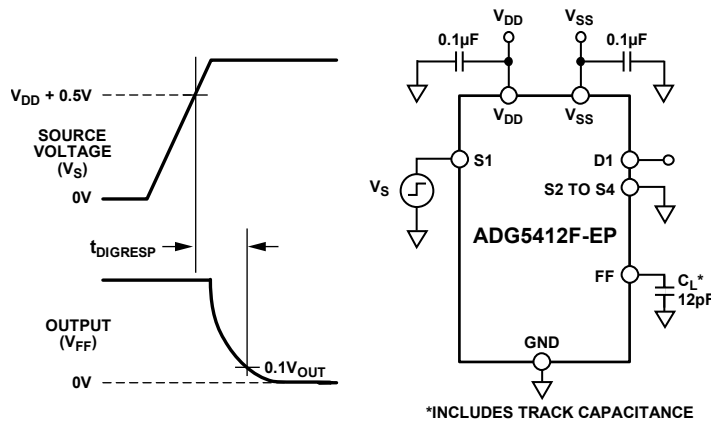 V_DD + 0.5V
SOURCE
VOLTAGE
(V_S)
0V
t_DIGRESP
OUTPUT
(V_FF)
0V
0.1V_OUT
V_DD
V_SS
0.1µF
0.1µF
V_DD
V_SS
S1
D1
V_S
S2 TO S4
ADG5412F-EP
FF
C_L*
12pF
GND
*INCLUDES TRACK CAPACITANCE